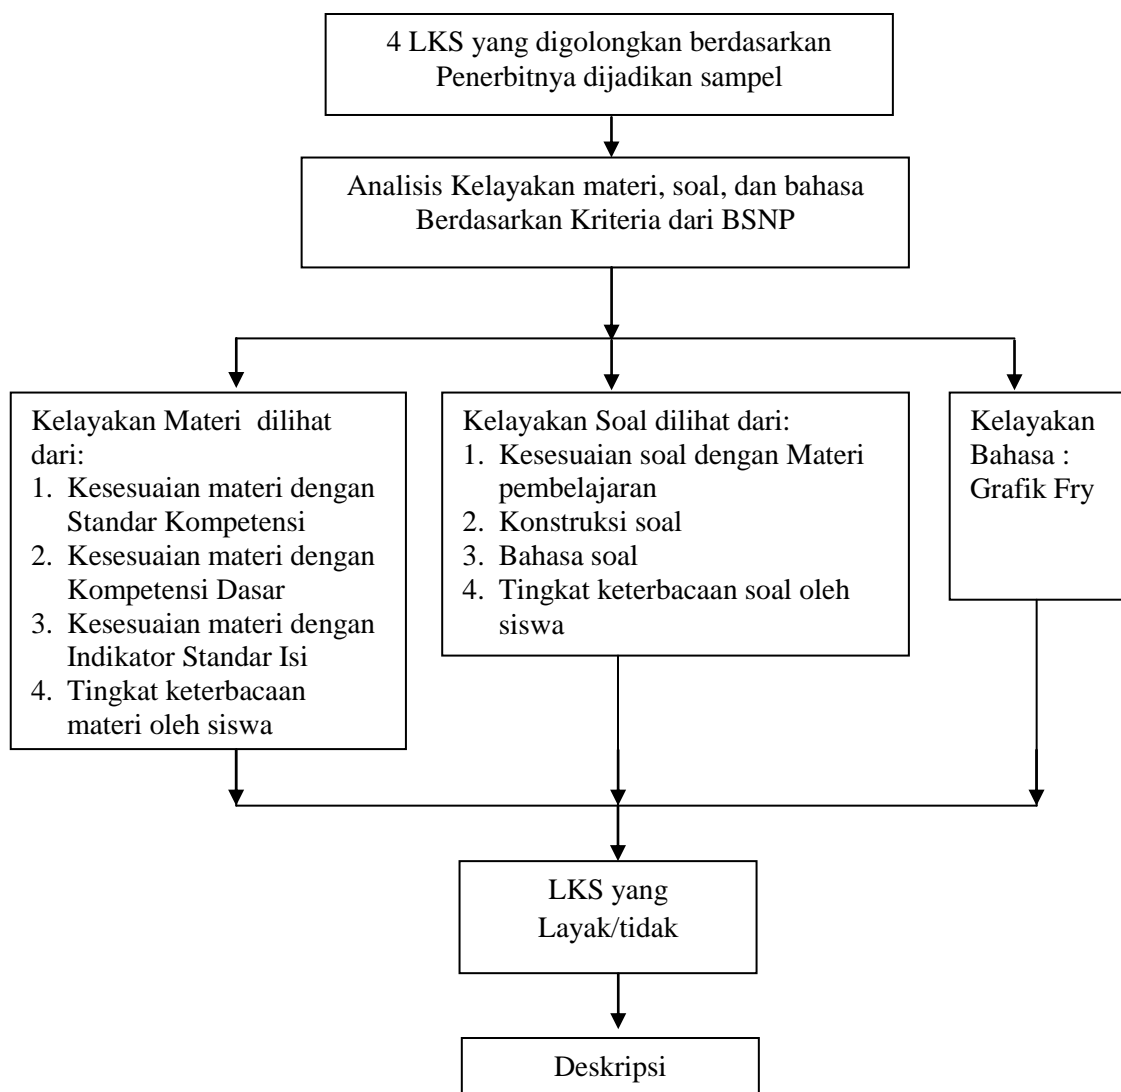 4 LKS yang digolongkan berdasarkan
Penerbitnya dijadikan sampel
Analisis Kelayakan materi, soal, dan bahasa
Berdasarkan Kriteria dari BSNP
Kelayakan Materi dilihat
dari:
1. Kesesuaian materi dengan
Standar Kompetensi
2. Kesesuaian materi dengan
Kompetensi Dasar
3. Kesesuaian materi dengan
Indikator Standar Isi
4. Tingkat keterbacaan
materi oleh siswa
Kelayakan Soal dilihat dari:
1. Kesesuaian soal dengan Materi
pembelajaran
2. Konstruksi soal
3. Bahasa soal
4. Tingkat keterbacaan soal oleh
siswa
Kelayakan
Bahasa :
Grafik Fry
LKS yang
Layak/tidak
Deskripsi